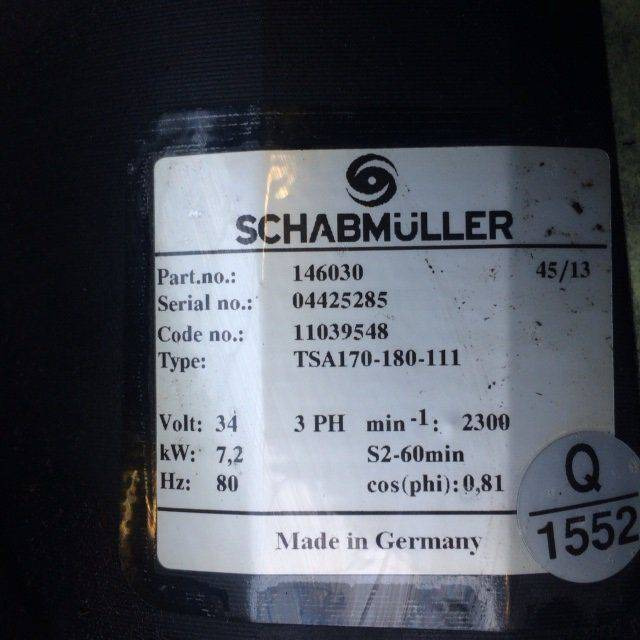 SCHABMÜLLER
Part.no.: 146030 45/13
Serial no.: 04425285
Code no.: 11039548
Type: TSA170-180-111
Volt: 34 3 PH min-1: 2300
kW: 7,2 S2-60min
Hz: 80 cos(phi):0,81
Made in Germany
Q
1552